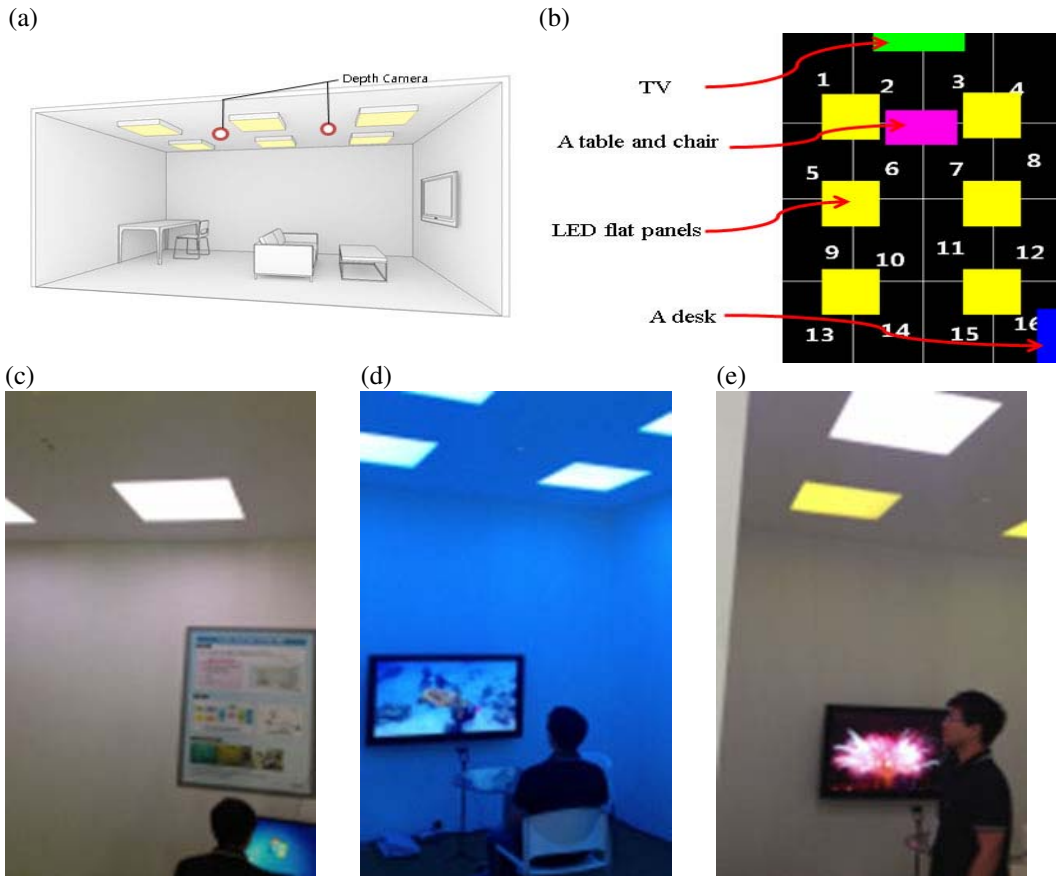 (a)
Depth Camera
(b)
TV
A table and chair
LED flat panels
A desk
1 2 3 4
5 6 7 8
9 10 11 12
13 14 15 16
(c)
(d)
(e)